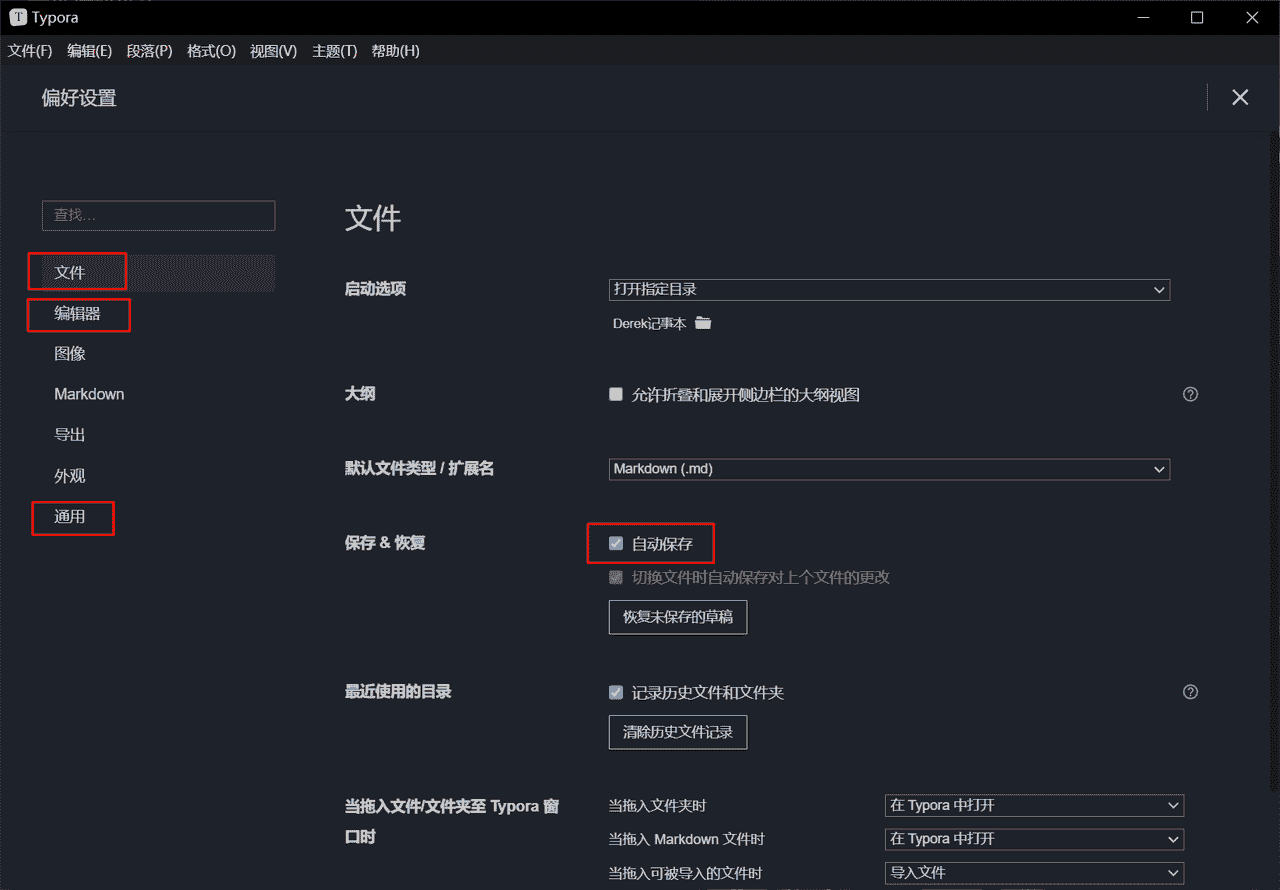 Typora
文件(F) 编辑(E) 段落(P) 格式(O) 视图(V) 主题(T) 帮助(H)
偏好设置
查找...
文件
编辑器
图像
Markdown
导出
外观
通用
文件
启动选项
打开指定目录
Derek记事本
大纲
允许折叠和展开侧边栏的大纲视图
默认文件类型 / 扩展名
Markdown (.md)
保存 & 恢复
自动保存
切换文件时自动保存对上个文件的更改
恢复未保存的草稿
最近使用的目录
记录历史文件和文件夹
清除历史文件记录
当拖入文件/文件夹至 Typora 窗
口时
当拖入文件夹时
在 Typora 中打开
当拖入 Markdown 文件时
在 Typora 中打开
当拖入可被导入的文件时
导入文件